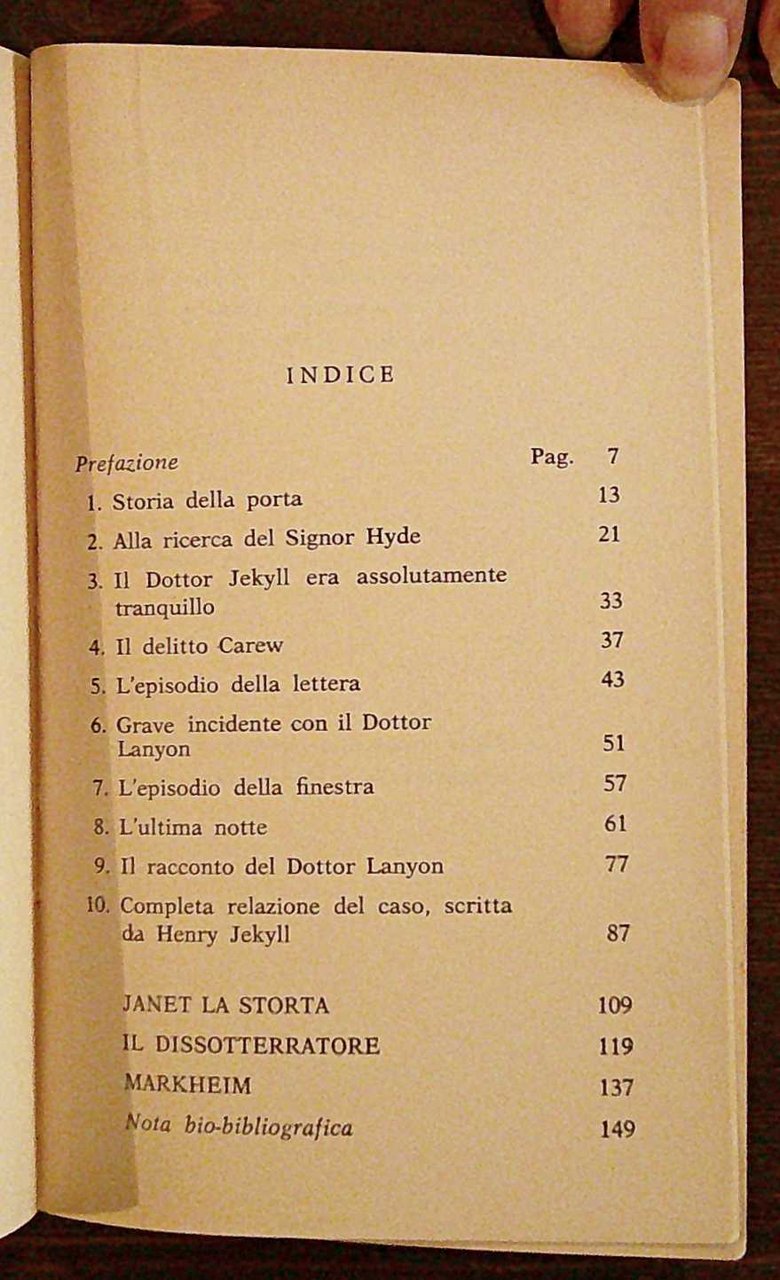 INDICE
Prefazione Pag. 7
1. Storia della porta 13
2. Alla ricerca del Signor Hyde 21
3. Il Dottor Jekyll era assolutamente
tranquillo 33
4. Il delitto Carew 37
5. L'episodio della lettera 43
6. Grave incidente con il Dottor
Lanyon 51
7. L'episodio della finestra 57
8. L'ultima notte 61
9. Il racconto del Dottor Lanyon 77
10. Completa relazione del caso, scritta
da Henry Jekyll 87
JANET LA STORTA 109
IL DISSOTTERRATORE 119
MARKHEIM 137
Nota bio-bibliografica 149